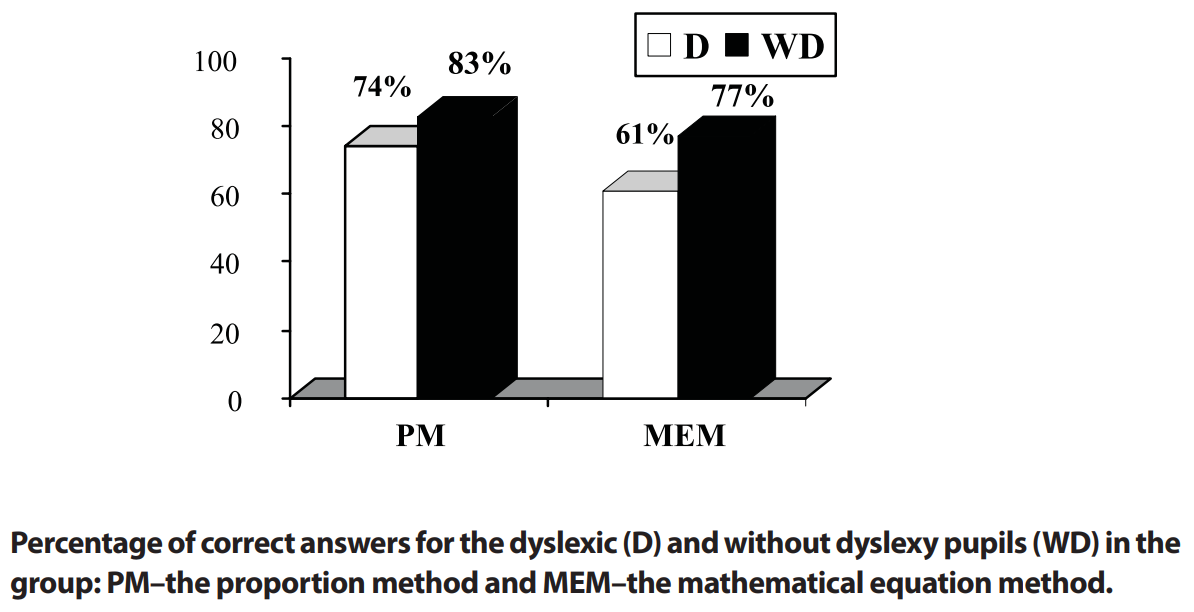 D WD
100
80
60
40
20
0
74%
83%
61%
77%
PM MEM
Percentage of correct answers for the dyslexic (D) and without dyslexy pupils (WD) in the
group: PM–the proportion method and MEM–the mathematical equation method.